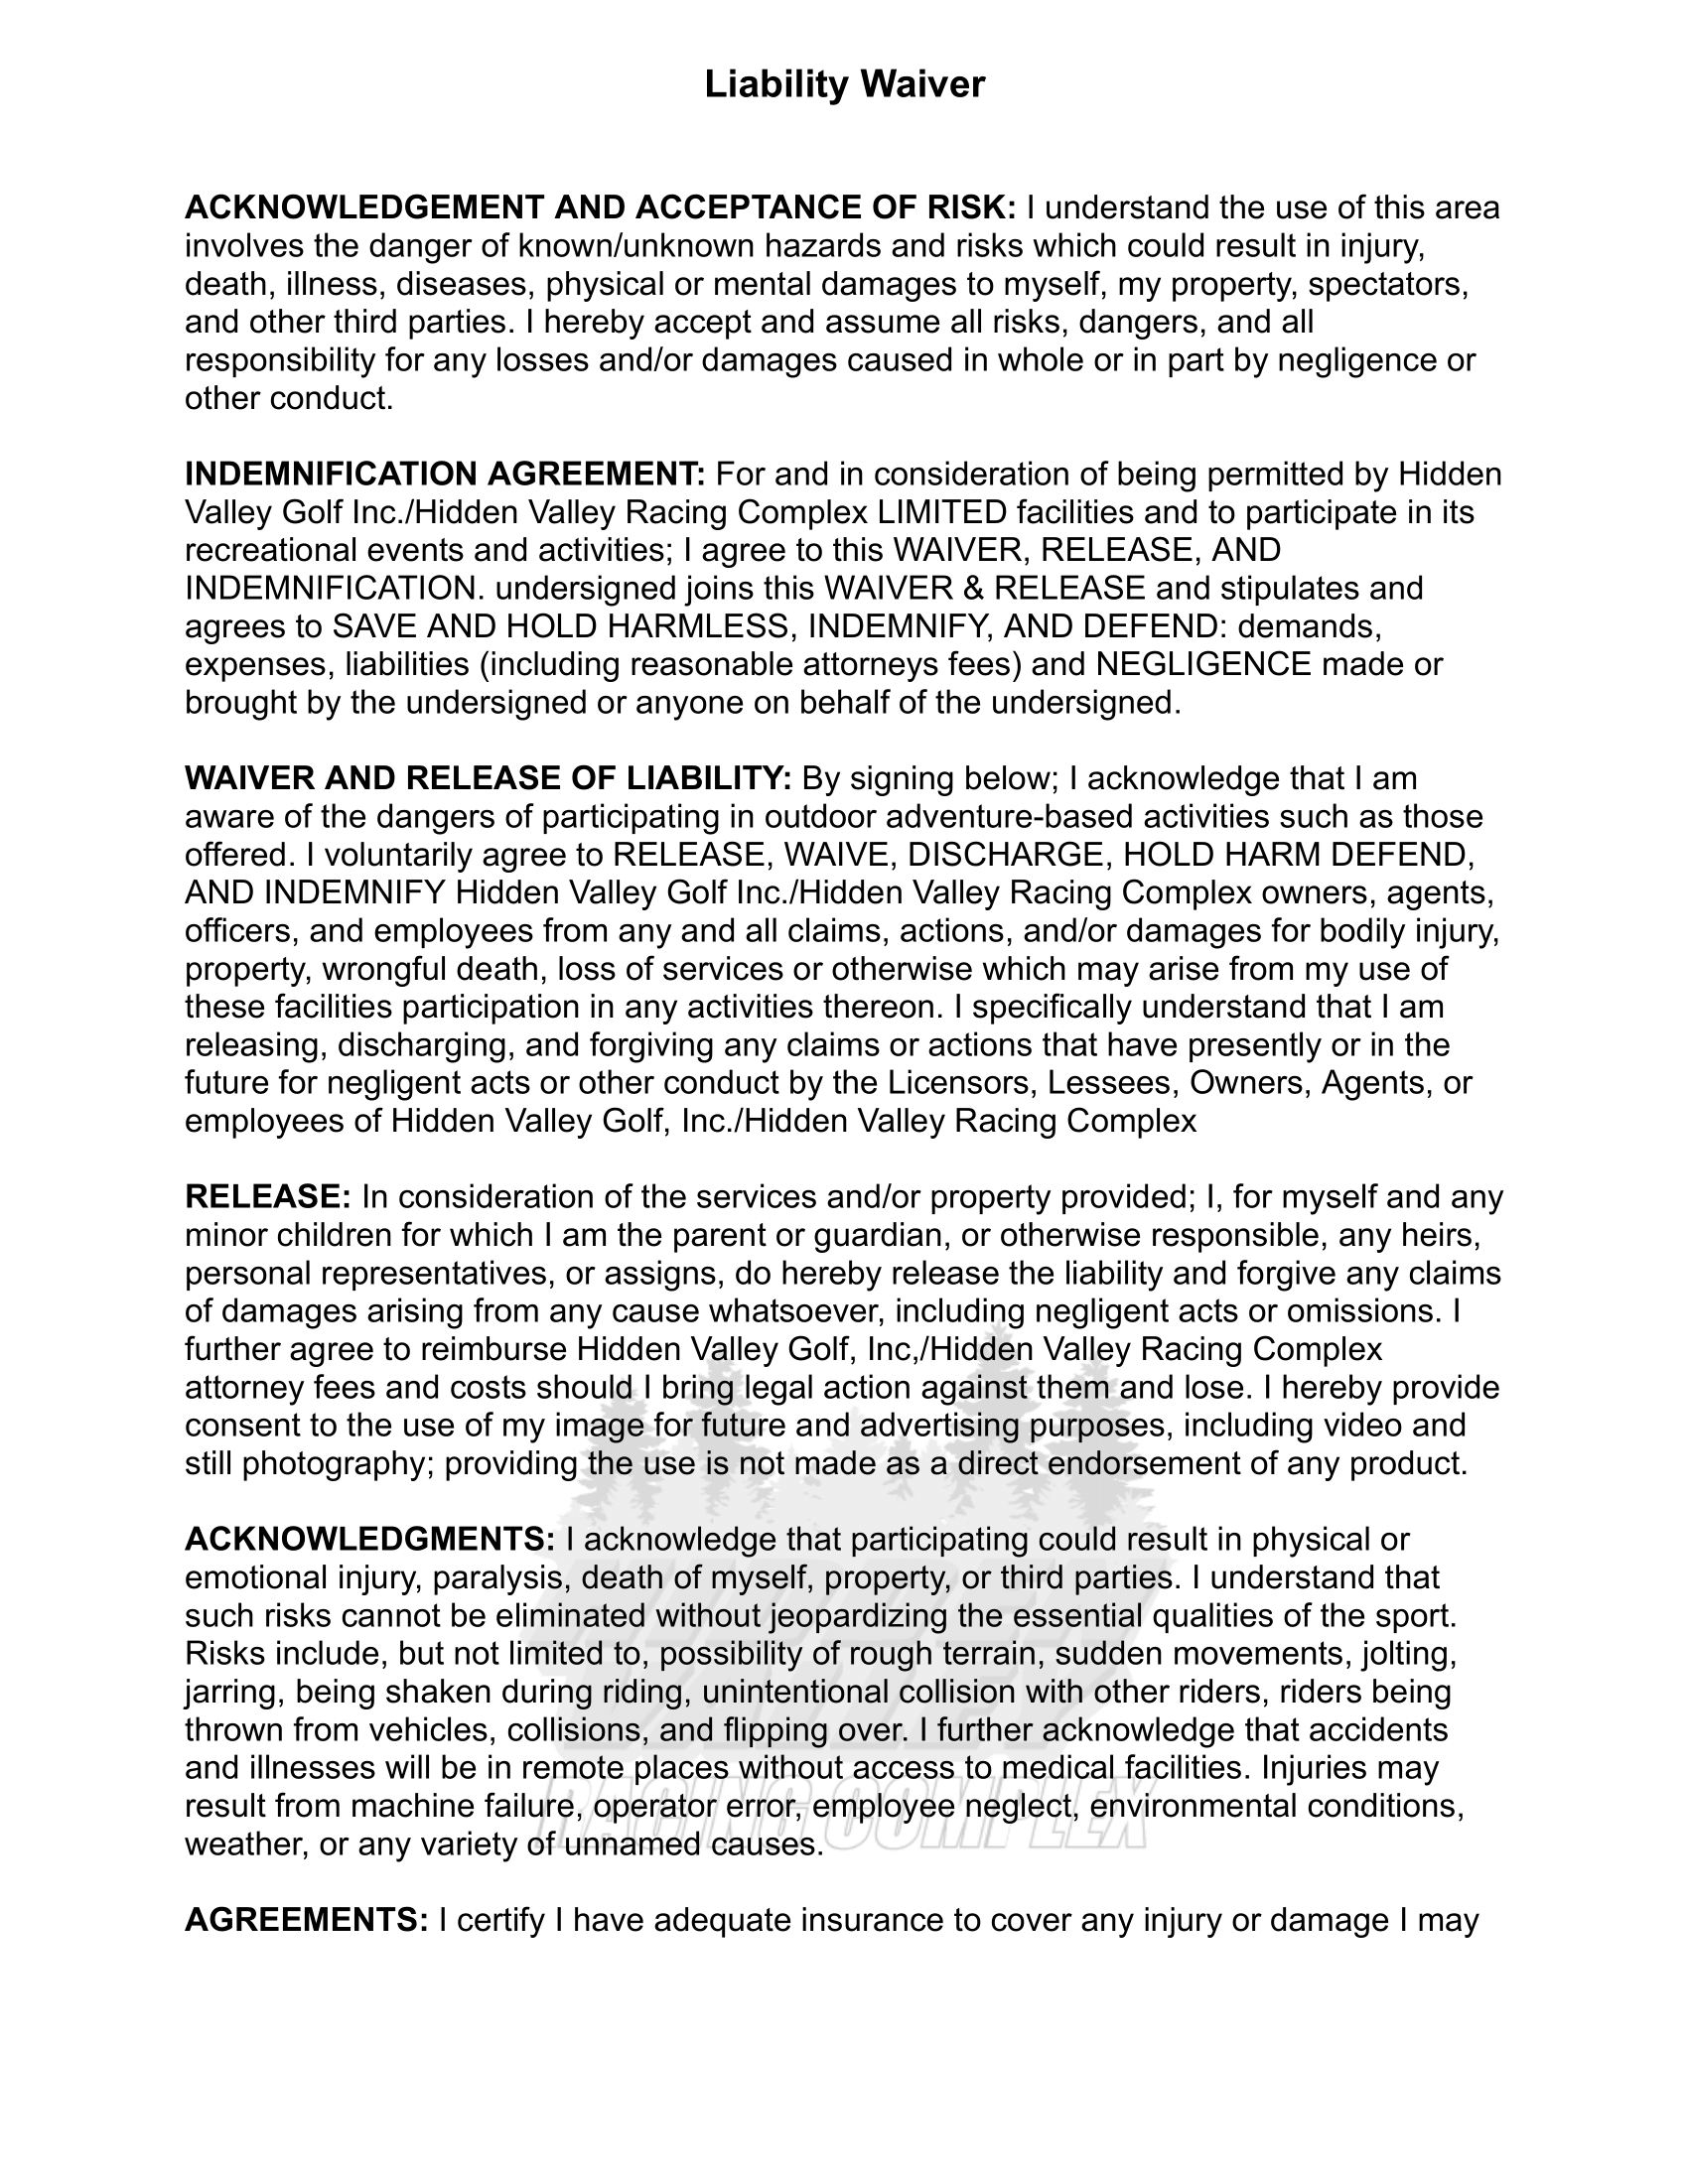 Liability Waiver
ACKNOWLEDGEMENT AND ACCEPTANCE OF RISK: I understand the use of this area
involves the danger of known/unknown hazards and risks which could result in injury,
death, illness, diseases, physical or mental damages to myself, my property, spectators,
and other third parties. I hereby accept and assume all risks, dangers, and all
responsibility for any losses and/or damages caused in whole or in part by negligence or
other conduct.
INDEMNIFICATION AGREEMENT: For and in consideration of being permitted by Hidden
Valley Golf Inc./Hidden Valley Racing Complex LIMITED facilities and to participate in its
recreational events and activities; I agree to this WAIVER, RELEASE, AND
INDEMNIFICATION. undersigned joins this WAIVER & RELEASE and stipulates and
agrees to SAVE AND HOLD HARMLESS, INDEMNIFY, AND DEFEND: demands,
expenses, liabilities (including reasonable attorneys fees) and NEGLIGENCE made or
brought by the undersigned or anyone on behalf of the undersigned.
WAIVER AND RELEASE OF LIABILITY: By signing below; I acknowledge that I am
aware of the dangers of participating in outdoor adventure-based activities such as those
offered. I voluntarily agree to RELEASE, WAIVE, DISCHARGE, HOLD HARM DEFEND,
AND INDEMNIFY Hidden Valley Golf Inc./Hidden Valley Racing Complex owners, agents,
officers, and employees from any and all claims, actions, and/or damages for bodily injury,
property, wrongful death, loss of services or otherwise which may arise from my use of
these facilities participation in any activities thereon. I specifically understand that I am
releasing, discharging, and forgiving any claims or actions that have presently or in the
future for negligent acts or other conduct by the Licensors, Lessees, Owners, Agents, or
employees of Hidden Valley Golf, Inc./Hidden Valley Racing Complex
RELEASE: In consideration of the services and/or property provided; I, for myself and any
minor children for which I am the parent or guardian, or otherwise responsible, any heirs,
personal representatives, or assigns, do hereby release the liability and forgive any claims
of damages arising from any cause whatsoever, including negligent acts or omissions. I
further agree to reimburse Hidden Valley Golf, Inc,/Hidden Valley Racing Complex
attorney fees and costs should I bring legal action against them and lose. I hereby provide
consent to the use of my image for future and advertising purposes, including video and
still photography; providing the use is not made as a direct endorsement of any product.
ACKNOWLEDGMENTS: I acknowledge that participating could result in physical or
emotional injury, paralysis, death of myself, property, or third parties. I understand that
such risks cannot be eliminated without jeopardizing the essential qualities of the sport.
Risks include, but not limited to, possibility of rough terrain, sudden movements, jolting,
jarring, being shaken during riding, unintentional collision with other riders, riders being
thrown from vehicles, collisions, and flipping over. I further acknowledge that accidents
and illnesses will be in remote places without access to medical facilities. Injuries may
result from machine failure, operator error, employee neglect, environmental conditions,
weather, or any variety of unnamed causes.
AGREEMENTS: I certify I have adequate insurance to cover any injury or damage I may
HIDDEN
VALLEY
RACING COMPLEX